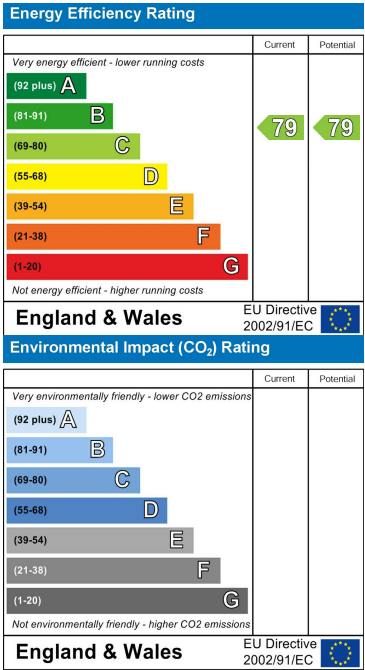 Energy Efficiency Rating
Current Potential
Very energy efficient - lower running costs
(92 plus) A
(81-91) B
(69-80) C
79 79
(55-68) D
(39-54) E
(21-38) F
(1-20) G
Not energy efficient - higher running costs
England & Wales
EU Directive
2002/91/EC
Environmental Impact (CO₂) Rating
Current Potential
Very environmentally friendly - lower CO2 emissions
(92 plus) A
(81-91) B
(69-80) C
(55-68) D
(39-54) E
(21-38) F
(1-20) G
Not environmentally friendly - higher CO2 emissions
England & Wales
EU Directive
2002/91/EC